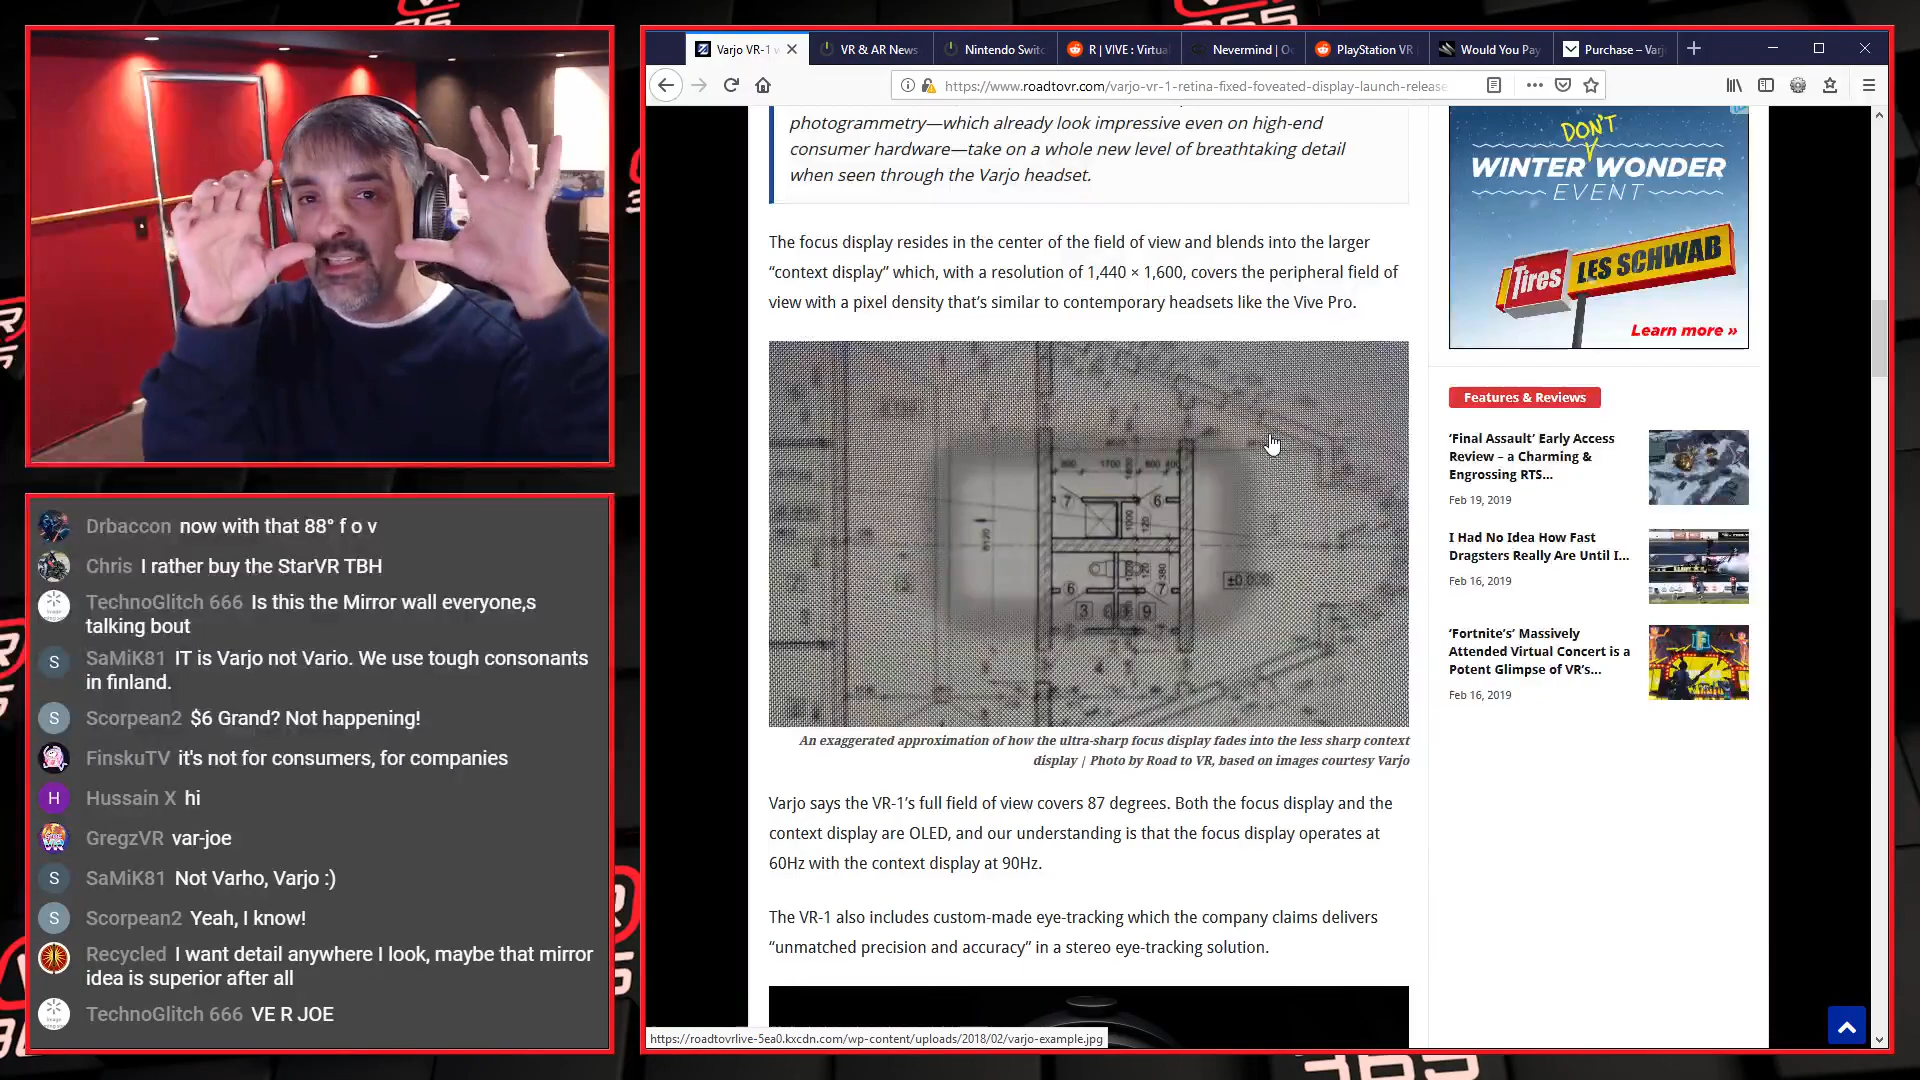 Varjo VR-1 w
VR & AR News
Nintendo Swit
R | VIVE : Virtua
Nevermind | Oc
PlayStation VR
Would You Pay
Purchase – Varj
https://www.roadtovr.com/varjo-vr-1-retina-fixed-foveated-display-launch-release
photogrammetry—which already look impressive even on high-end
consumer hardware—take on a whole new level of breathtaking detail
when seen through the Varjo headset.
The focus display resides in the center of the field of view and blends into the larger
“context display” which, with a resolution of 1,440 × 1,600, covers the peripheral field of
view with a pixel density that’s similar to contemporary headsets like the Vive Pro.
An exaggerated approximation of how the ultra-sharp focus display fades into the less sharp context
display | Photo by Road to VR, based on images courtesy Varjo
Varjo says the VR-1’s full field of view covers 87 degrees. Both the focus display and the
context display are OLED, and our understanding is that the focus display operates at
60Hz with the context display at 90Hz.
The VR-1 also includes custom-made eye-tracking which the company claims delivers
“unmatched precision and accuracy” in a stereo eye-tracking solution.
https://roadtovrlive-5ea0.kxcdn.com/wp-content/uploads/2018/02/varjo-example.jpg
DON'T
WINTER WONDER
EVENT
Tires LES SCHWAB
Learn more »
Features & Reviews
‘Final Assault’ Early Access
Review – a Charming &
Engrossing RTS...
Feb 19, 2019
I Had No Idea How Fast
Dragsters Really Are Until I...
Feb 16, 2019
‘Fortnite’s’ Massively
Attended Virtual Concert is a
Potent Glimpse of VR’s...
Feb 16, 2019
Drbaccon now with that 88° f o v
Chris I rather buy the StarVR TBH
TechnoGlitch 666 Is this the Mirror wall everyone,s
talking bout
SaMiK81 IT is Varjo not Vario. We use tough consonants
in finland.
Scorpean2 $6 Grand? Not happening!
FinskuTV it's not for consumers, for companies
Hussain X hi
GregzVR var-joe
SaMiK81 Not Varho, Varjo :)
Scorpean2 Yeah, I know!
Recycled I want detail anywhere I look, maybe that mirror
idea is superior after all
TechnoGlitch 666 VE R JOE